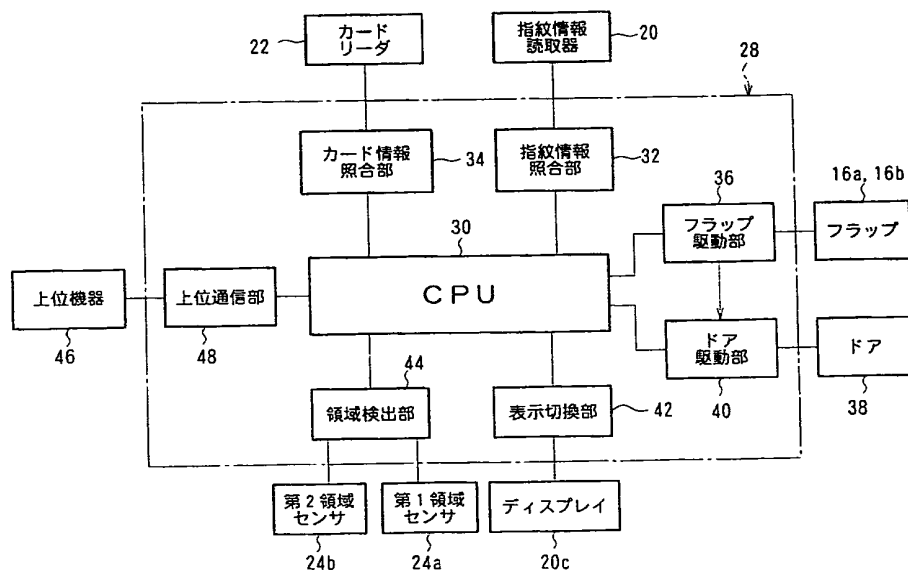 カード
リーダ
22
指紋情報
読取器
20
28
カード情報
照合部
34
指紋情報
照合部
32
36
フラップ
駆動部
16a, 16b
フラップ
30
CPU
上位機器
46
上位通信部
48
ドア
駆動部
40
ドア
38
44
領域検出部
表示切換部
42
第2領域
センサ
24b
第1領域
センサ
24a
ディスプレイ
20c